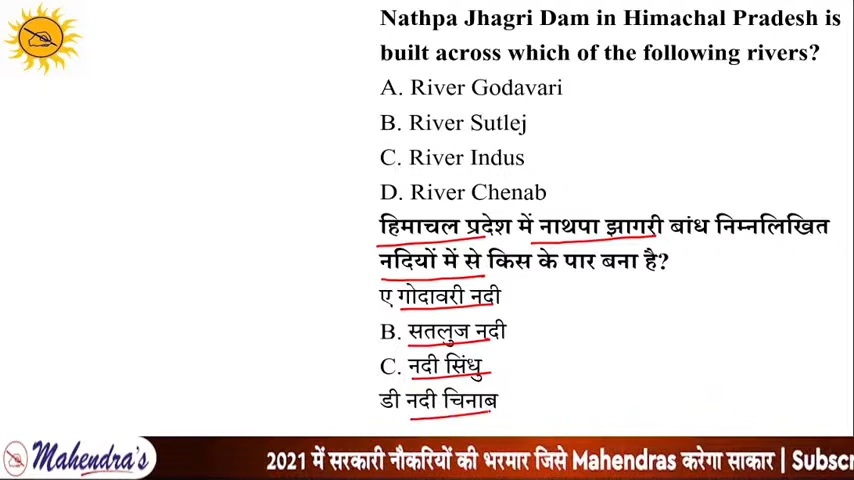 Nathpa Jhagri Dam in Himachal Pradesh is
built across which of the following rivers?
A. River Godavari
B. River Sutlej
C. River Indus
D. River Chenab
हिमाचल प्रदेश में नाथपा झागरी बांध निम्नलिखित
नदियों में से किस के पार बना है?
ए गोदावरी नदी
B. सतलुज नदी
C. नदी सिंधु
डी नदी चिनाब
Mahendra's
2021 में सरकारी नौकरियों की भरमार जिसे Mahendras करेगा साकार | Subscr